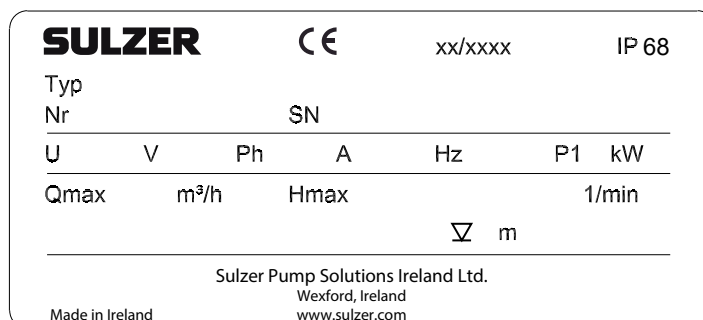 SULZER CE xx/xxxx IP 68
Typ
Nr SN
U V Ph A Hz P1 kW
Qmax m³/h Hmax 1/min
m
Sulzer Pump Solutions Ireland Ltd.
Wexford, Ireland
Made in Ireland www.sulzer.com